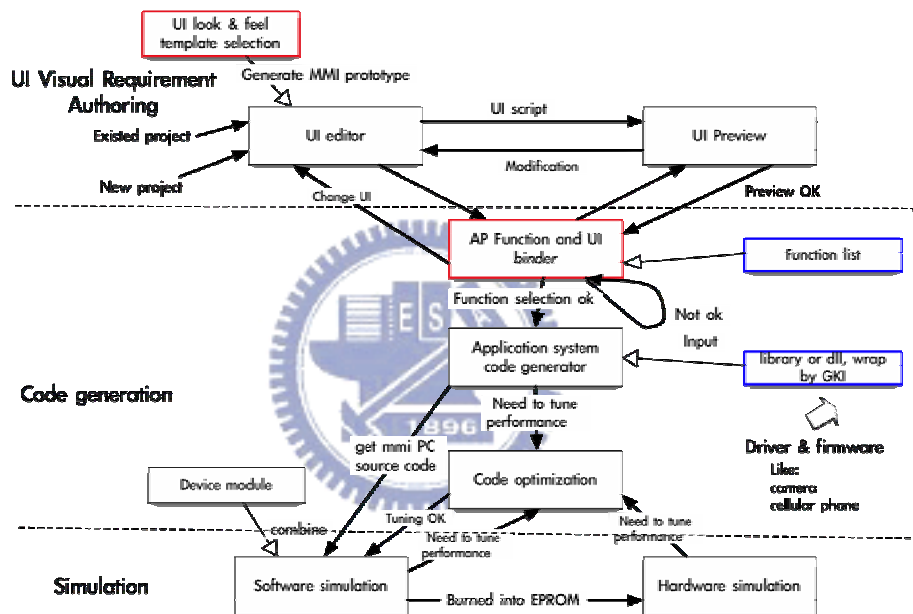 UI look & feel
template selection
Generate MMI prototype
UI Visual Requirement
Authoring
Existed project
New project
UI editor
UI script
Modification
UI Preview
Change UI
Preview OK
AP Function and UI
binder
Function list
Function selection ok
Not ok
Input
Application system
code generator
library or dll, wrap
by GKI
Code generation
Need to tune
performance
get mmi PC
source code
1896
Driver & firmware
Like:
camera
cellular phone
Device module
Code optimization
combine
Tuning OK
Need to tune
performance
Need to tune
performance
Simulation
Software simulation
Burned into EPROM
Hardware simulation